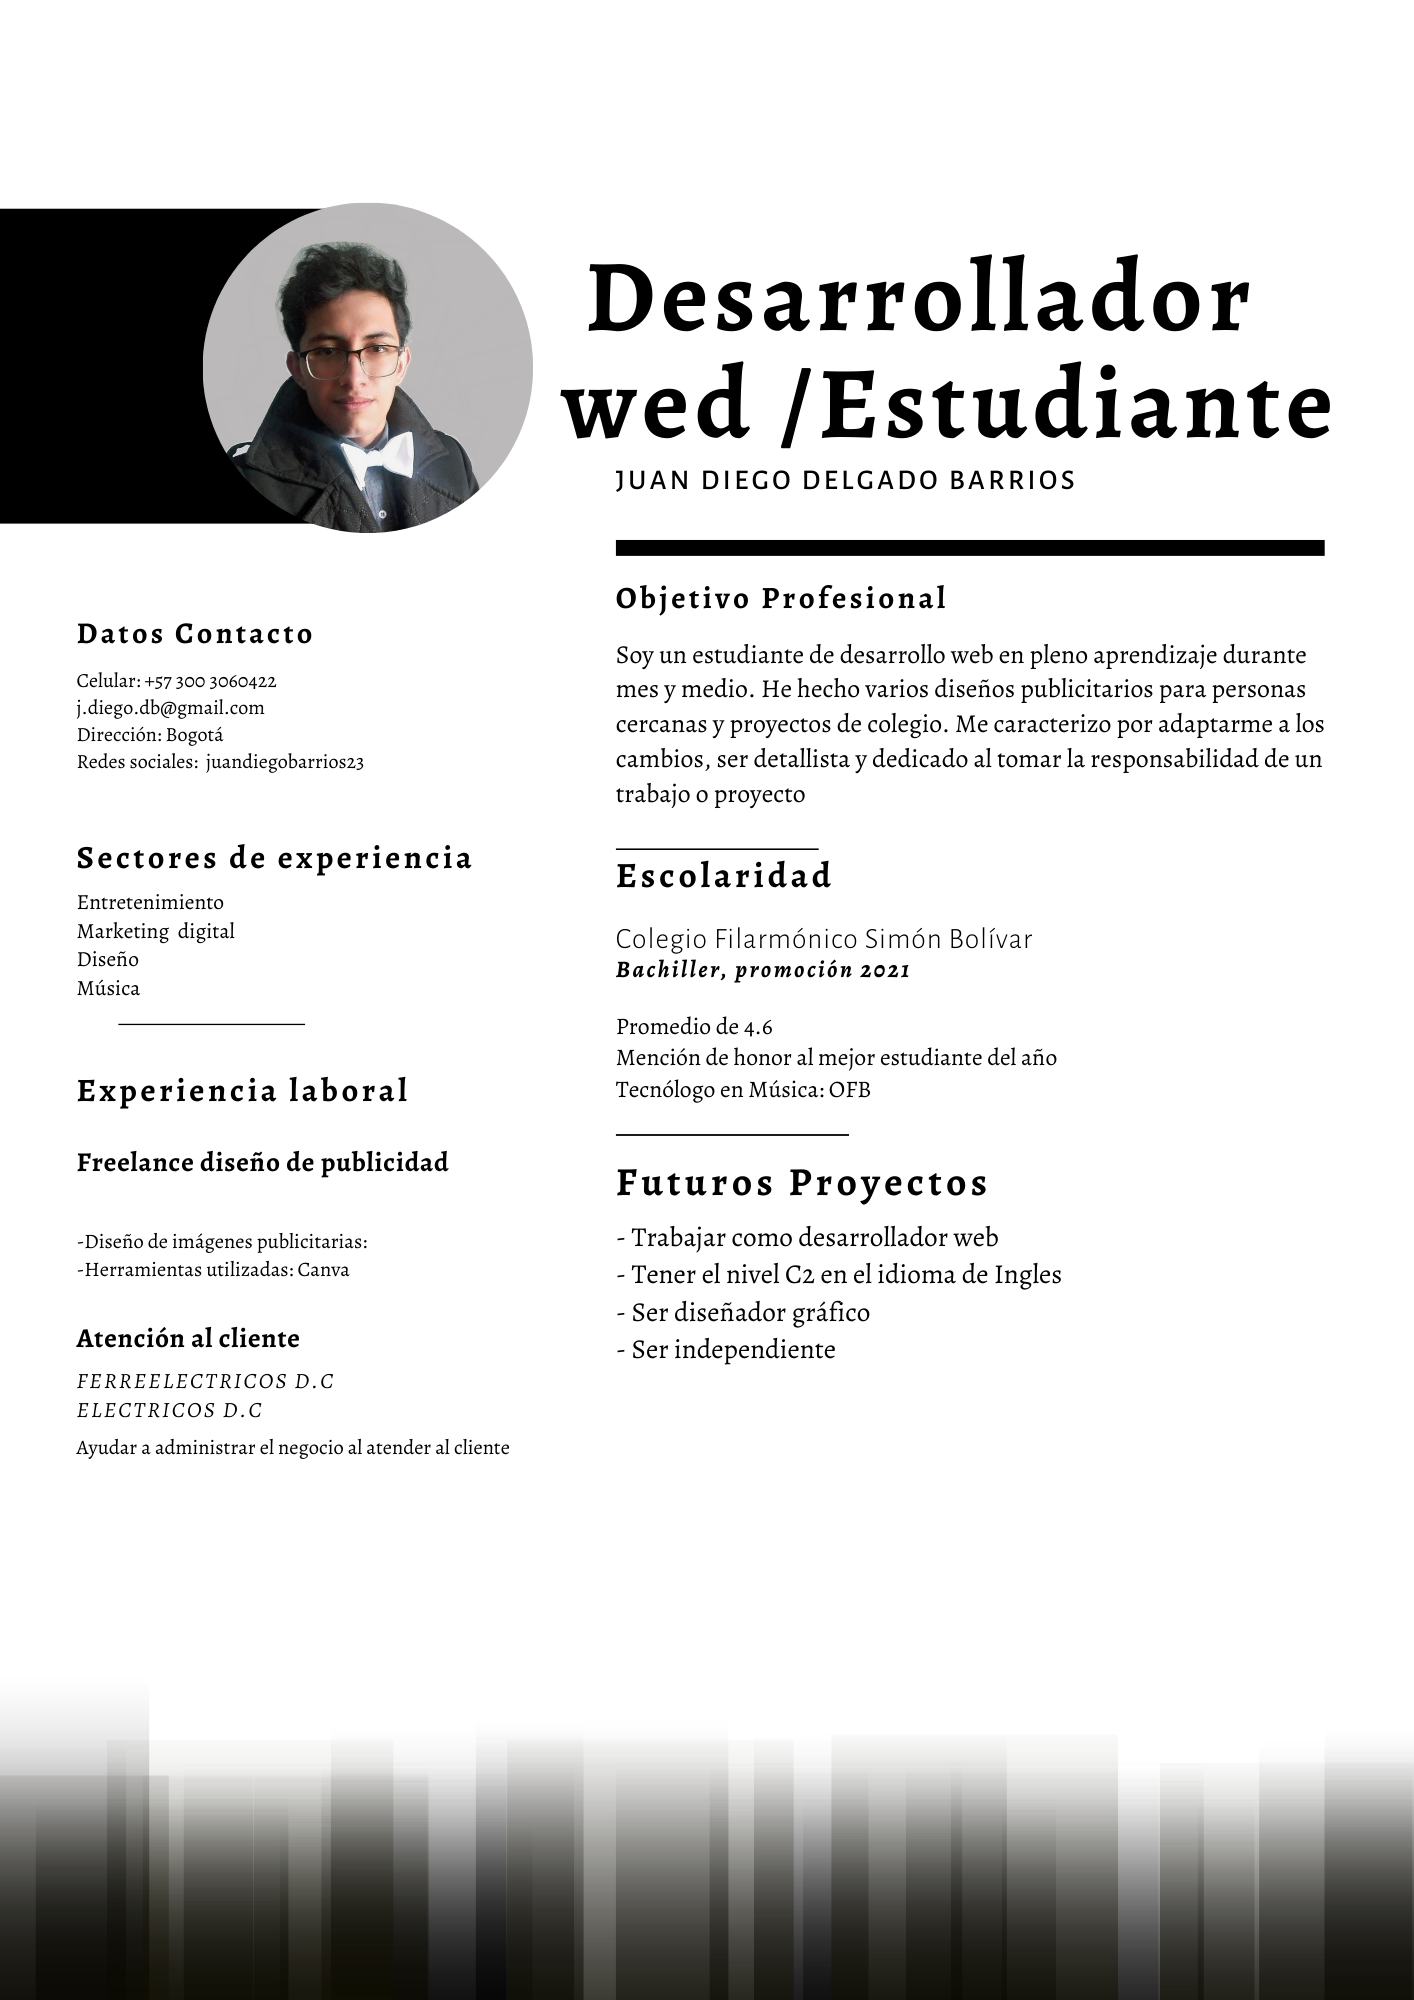 Desarrollador
wed /Estudiante
JUAN DIEGO DELGADO BARRIOS
Datos Contacto
Celular: +57 300 3060422
j.diego.db@gmail.com
Dirección: Bogotá
Redes sociales: juandiegobarrios23
Sectores de experiencia
Entretenimiento
Marketing digital
Diseño
Música
Experiencia laboral
Freelance diseño de publicidad
-Diseño de imágenes publicitarias:
-Herramientas utilizadas: Canva
Atención al cliente
FERREELECTRICOS D.C
ELECTRICOS D.C
Ayudar a administrar el negocio al atender al cliente
Objetivo Profesional
Soy un estudiante de desarrollo web en pleno aprendizaje durante
mes y medio. He hecho varios diseños publicitarios para personas
cercanas y proyectos de colegio. Me caracterizo por adaptarme a los
cambios, ser detallista y dedicado al tomar la responsabilidad de un
trabajo o proyecto
Escolaridad
Colegio Filarmónico Simón Bolívar
Bachiller, promoción 2021
Promedio de 4.6
Mención de honor al mejor estudiante del año
Tecnólogo en Música: OFB
Futuros Proyectos
- Trabajar como desarrollador web
- Tener el nivel C2 en el idioma de Ingles
- Ser diseñador gráfico
- Ser independiente